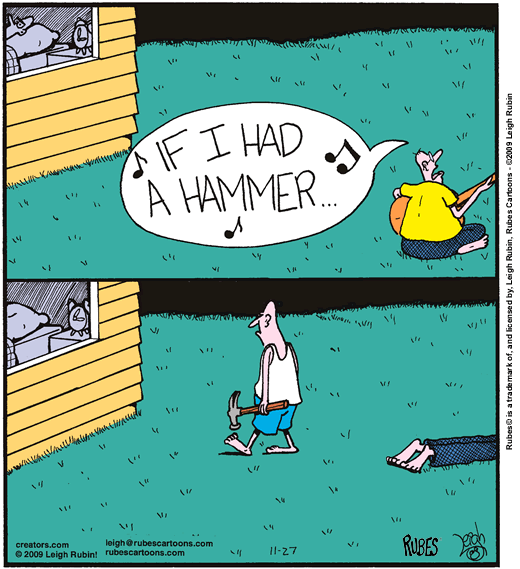 IF I HAD
A HAMMER...
creators.com
© 2009 Leigh Rubin!
leigh@rubescartoons.com
rubescartoons.com
11-27
RUBES
Leigh
Rubes© is a trademark of, and licensed by, Leigh Rubin, Rubes Cartoons - ©2009 Leigh Rubin